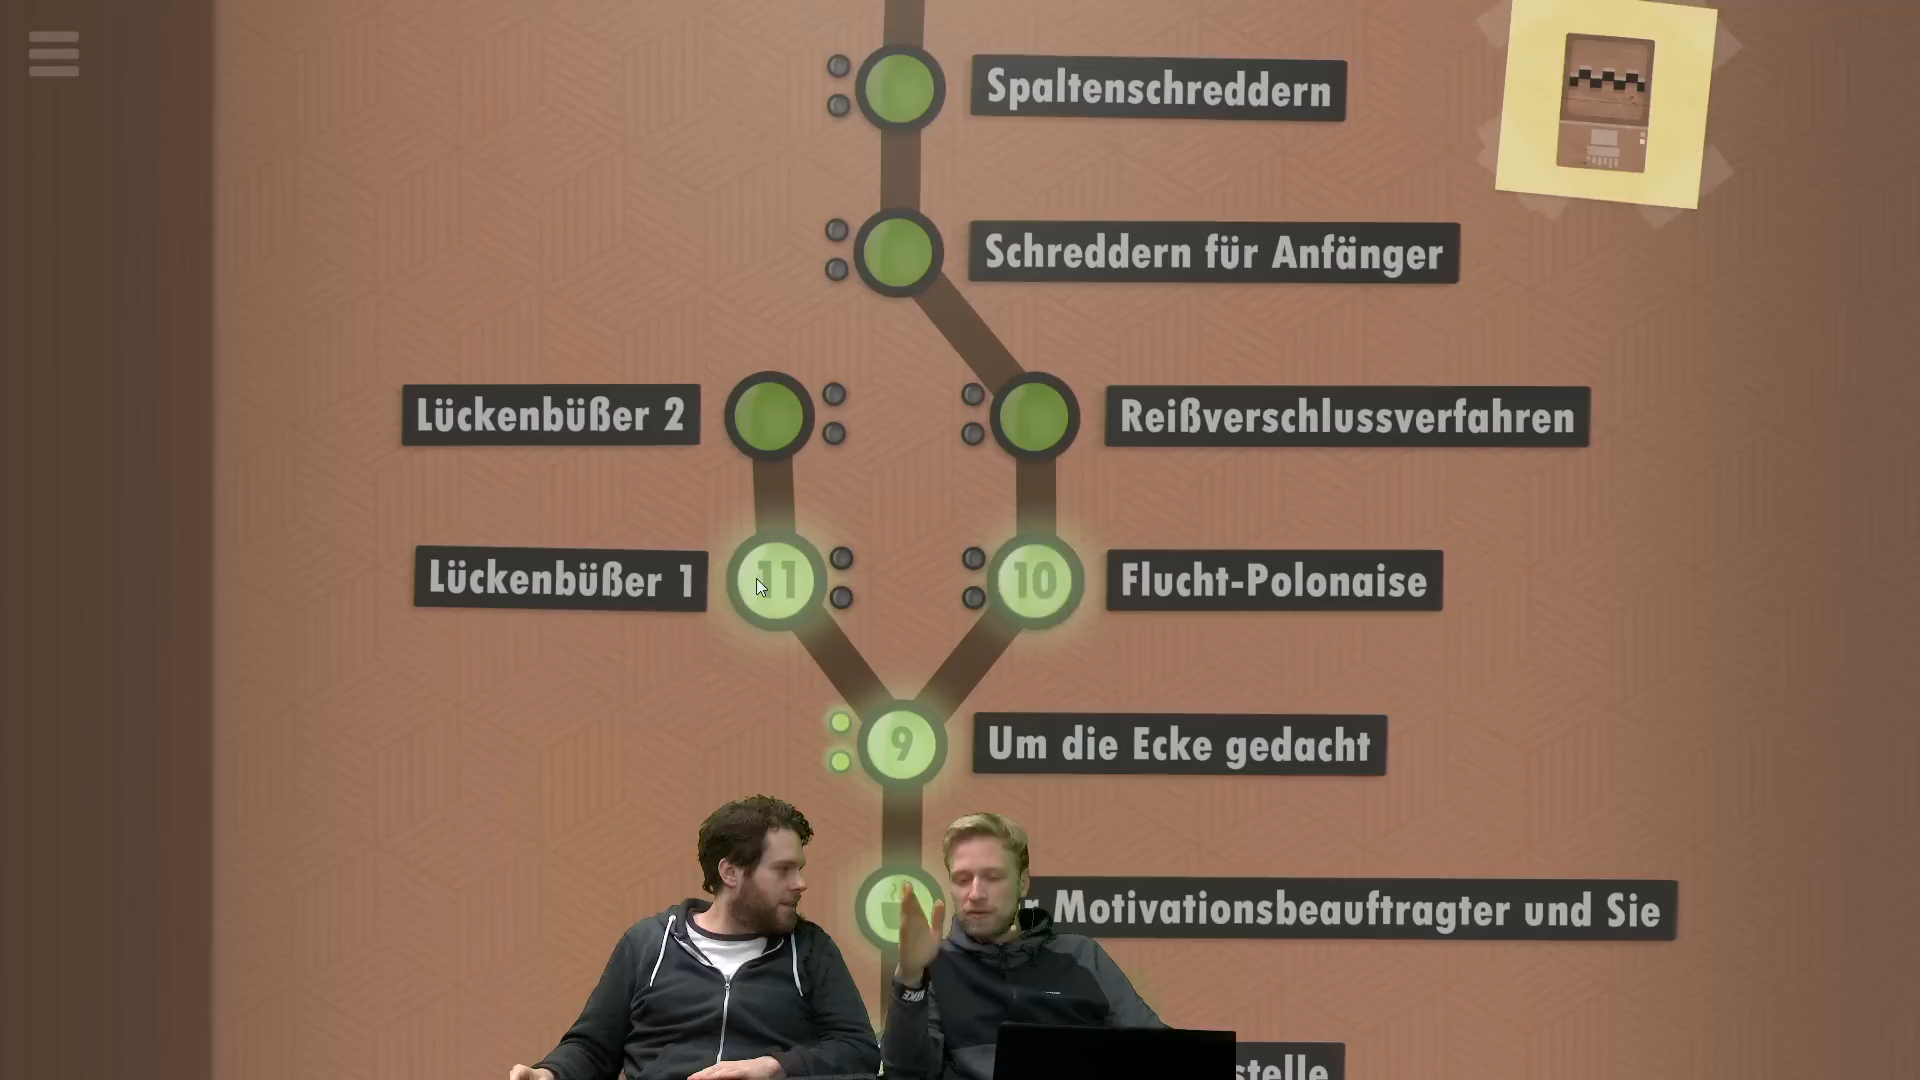 Spaltenschreddern
Schreddern für Anfänger
Lückenbüßer 2
Reißverschlussverfahren
Lückenbüßer 1
11
10
Flucht-Polonaise
9
Um die Ecke gedacht
Motivationsbeauftragter und Sie